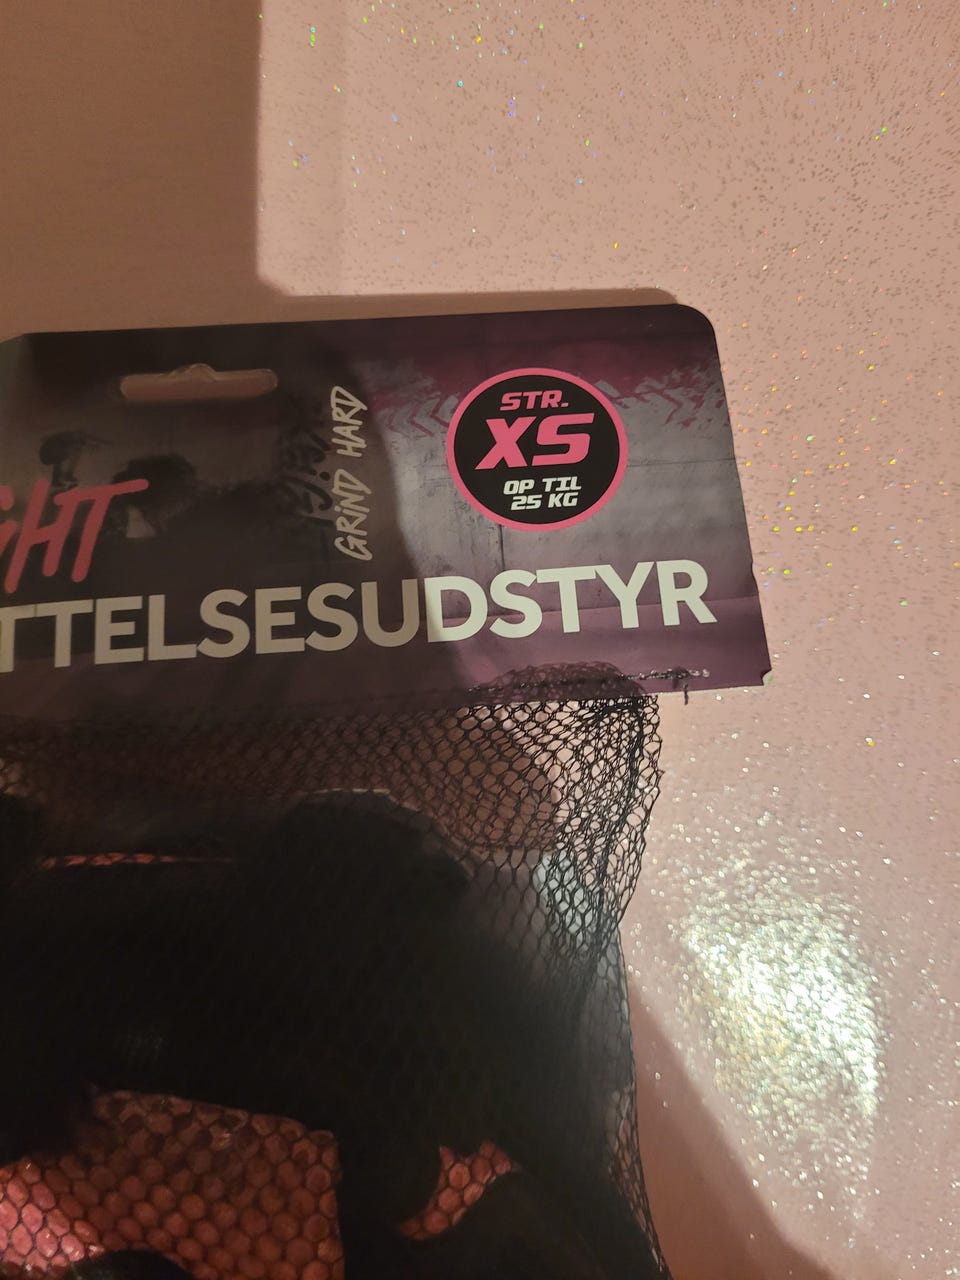 GRIND HARD
STR.
XS
OP TIL
25 KG
GHT
TTELSESUDSTYR